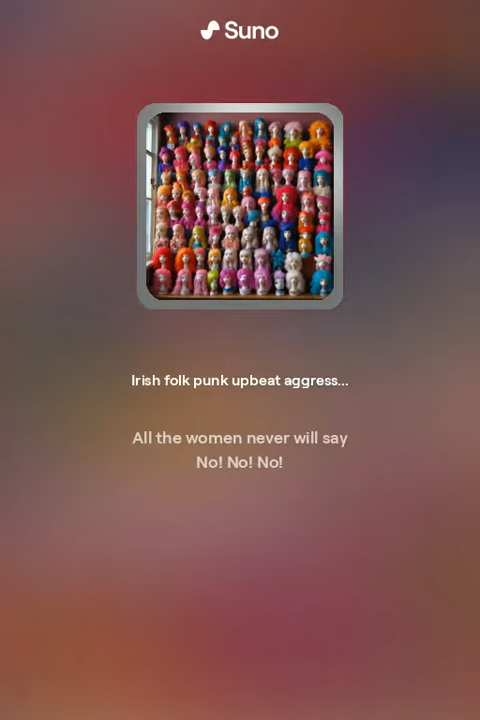 Suno
Irish folk punk upbeat aggress...
All the women never will say
No! No! No!